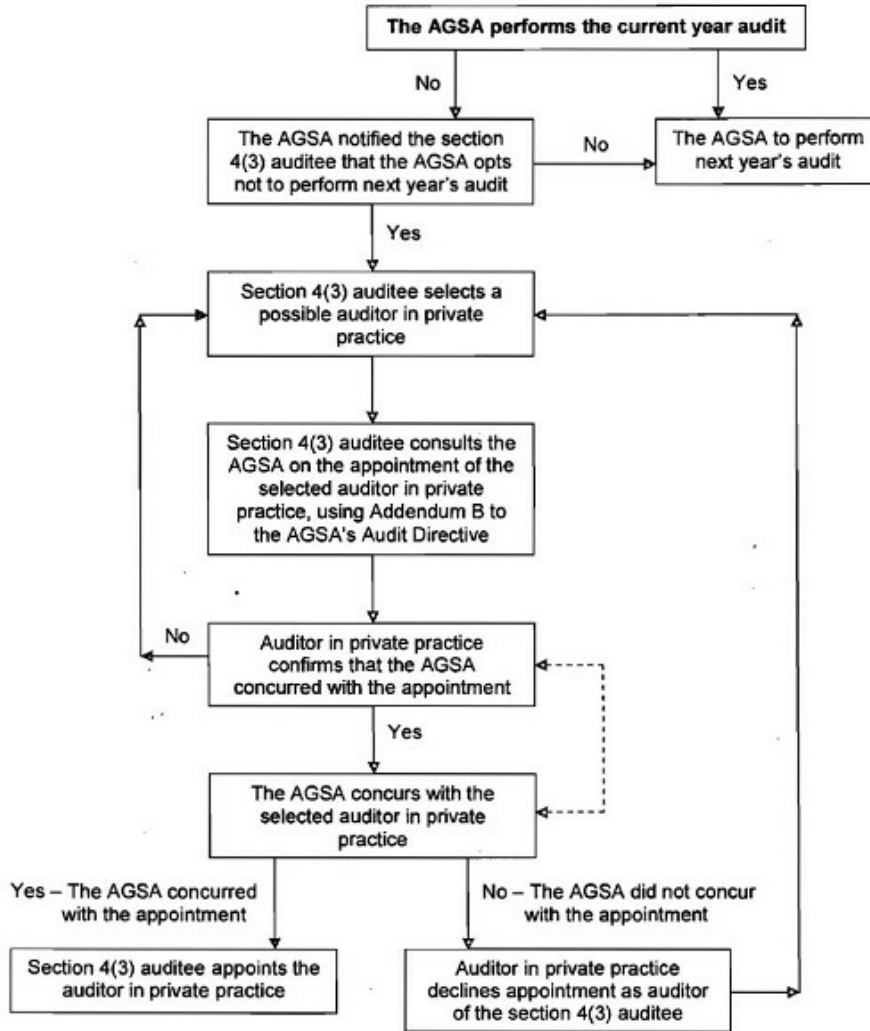 The AGSA performs the current year audit
No
Yes
The AGSA notified the section
4(3) auditee that the AGSA opts
not to perform next year's audit
No
The AGSA to perform
next year's audit
Yes
Section 4(3) auditee selects a
possible auditor in private
practice
Section 4(3) auditee consults the
AGSA on the appointment of the
selected auditor in private
practice, using Addendum B to
the AGSA's Audit Directive
No
Auditor in private practice
confirms that the AGSA
concurred with the appointment
Yes
The AGSA concurs with the
selected auditor in private
practice
Yes – The AGSA concurred
with the appointment
No – The AGSA did not concur
with the appointment
Section 4(3) auditee appoints the
auditor in private practice
Auditor in private practice
declines appointment as auditor
of the section 4(3) auditee